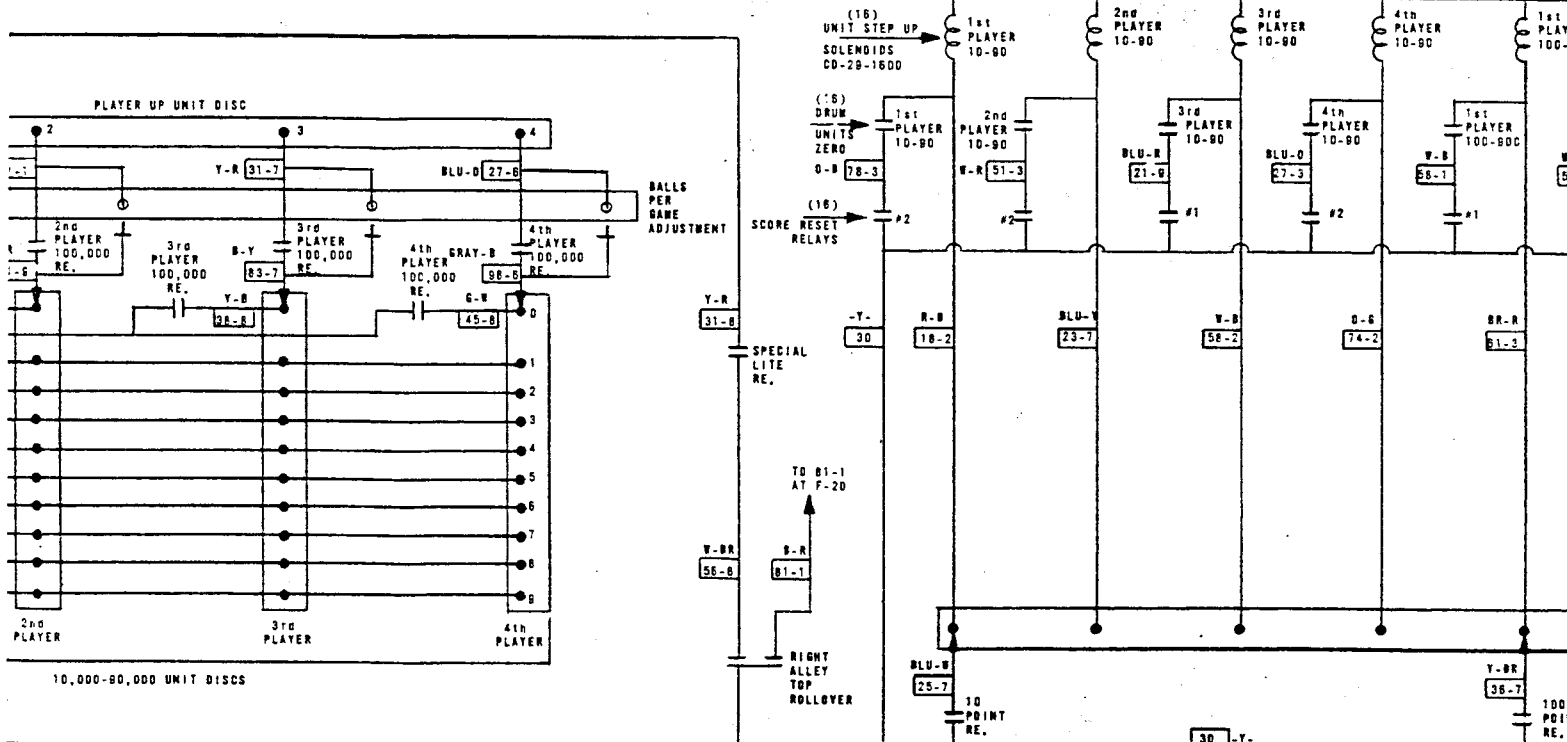 PLAYER UP UNIT DISC
2
3
4
Y-R
31-7
BLU-O
27-6
BALLS
PER
GAME
ADJUSTMENT
2nd
PLAYER
100,000
RE.
3rd
PLAYER
100,000
RE.
B-Y
83-7
3rd
PLAYER
100,000
RE.
4th
PLAYER
100,000
RE.
GRAY-B
98-6
4th
PLAYER
100,000
RE.
Y-B
38-8
G-W
45-8
0
1
2
3
4
5
6
7
8
9
2nd
PLAYER
3rd
PLAYER
4th
PLAYER
10,000-90,000 UNIT DISCS
Y-R
31-8
SPECIAL
LITE
RE.
TO 81-1
AT F-20
W-BR
56-8
81-1
RIGHT
ALLEY
TOP
ROLLOVER
(16)
UNIT STEP UP
SOLENOIDS
CD-29-1600
1st
PLAYER
10-90
2nd
PLAYER
10-90
3rd
PLAYER
10-90
4th
PLAYER
10-90
1st
(16)
DRUM
UNITS
ZERO
1st
PLAYER
10-90
2nd
PLAYER
10-90
3rd
PLAYER
10-90
4th
PLAYER
10-90
1st
PLAYER
100-900
O-B
78-3
W-R
51-3
BLU-R
21-9
BLU-O
27-3
W-B
58-1
(16)
SCORE RESET
RELAYS
#2
#2
#1
#2
#1
-Y-
30
R-B
18-2
BLU-Y
23-7
W-B
58-2
O-G
74-2
BR-R
61-3
BLU-W
25-7
10
POINT
RE.
Y-BR
36-7
100
RE.
30
-Y-